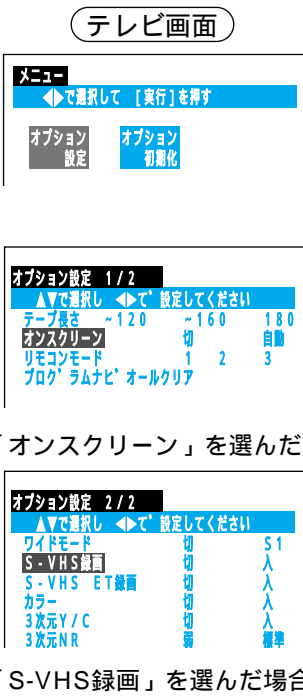 テレビ画面
メニュー
◀▶で選択して [実行]を押す
オプション オプション
設定 初期化
オプション設定 1/2
▲▼で選択し ◀▶で 設定してください
テープ長さ ~120 ~160 180
オンスクリーン 切 自動
リモコンモード 1 2 3
プログラムナビ オールクリア
「オンスクリーン」を選んだ
オプション設定 2/2
▲▼で選択し ◀▶で 設定してください
ワイドモード 切 S1
S-VHS録画 切 入
S-VHS ET録画 切 入
カラー 切 入
3次元Y/C 切 入
3次元NR 弱 標準
「S-VHS録画」を選んだ場合